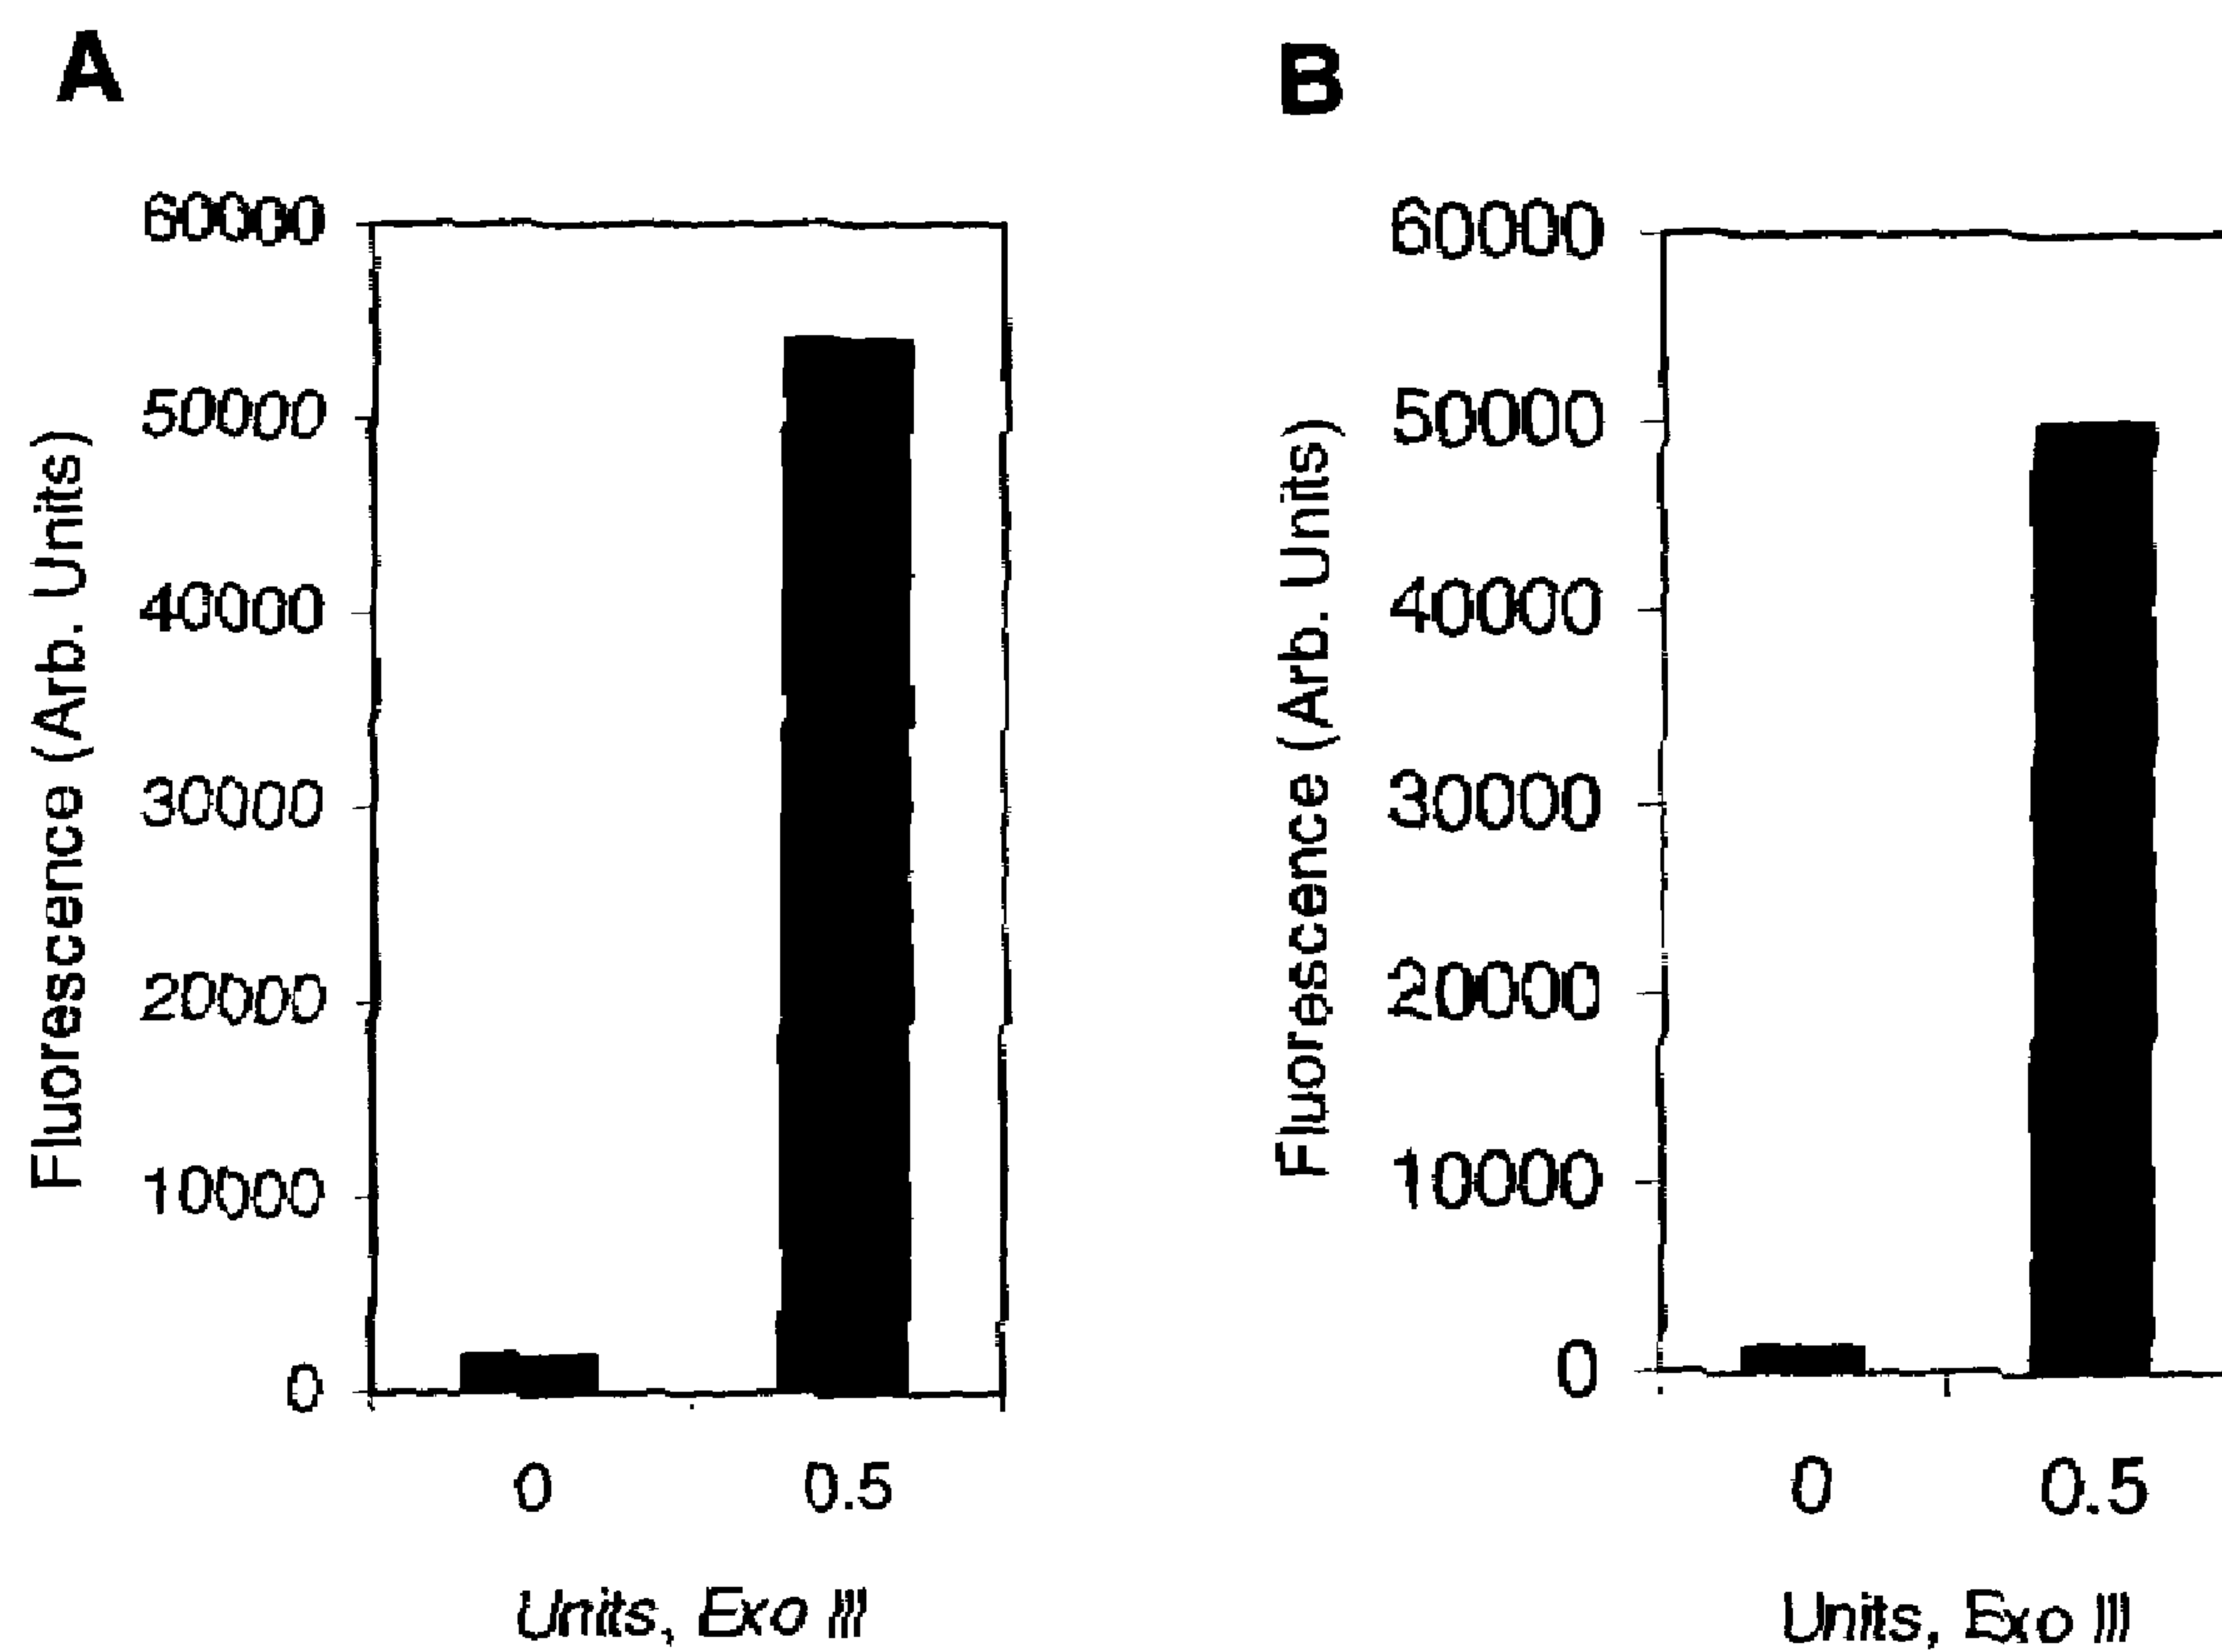 A
60000
50000
40000
30000
20000
10000
0
Fluorescence (Arb. Units)
0 0.5
Units, Exo III
B
60000
50000
40000
30000
20000
10000
0
Fluorescence (Arb. Units)
0 0.5
Units, Exo III